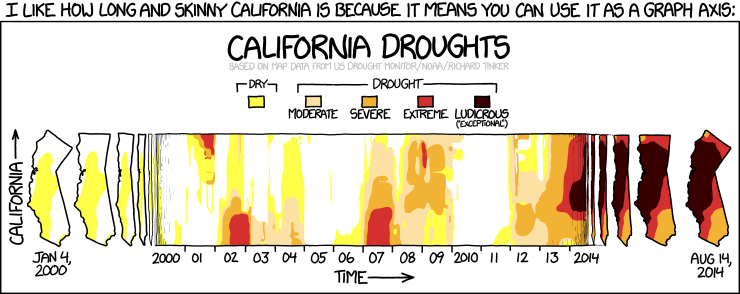 I LIKE HOW LONG AND SKINNY CALIFORNIA IS BECAUSE IT MEANS YOU CAN USE IT AS A GRAPH AXIS:
CALIFORNIA DROUGHTS
BASED ON MAP DATA FROM US DROUGHT MONITOR/NOAA/RICHARD TINKER
DRY
DROUGHT
MODERATE
SEVERE
EXTREME
LUDICROUS
("EXCEPTIONAL")
CALIFORNIA
JAN 4,
2000
2000 01 02 03 04 05 06 07 08 09 2010 11 12 13 2014
AUG 14,
2014
TIME